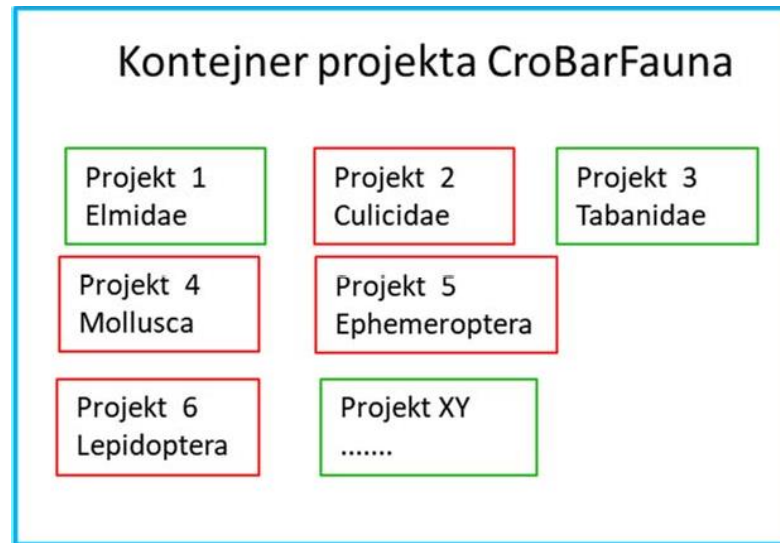 Kontejner projekta CroBarFauna
Projekt 1
Elmidae
Projekt 2
Culicidae
Projekt 3
Tabanidae
Projekt 4
Mollusca
Projekt 5
Ephemeroptera
Projekt 6
Lepidoptera
Projekt XY
.......